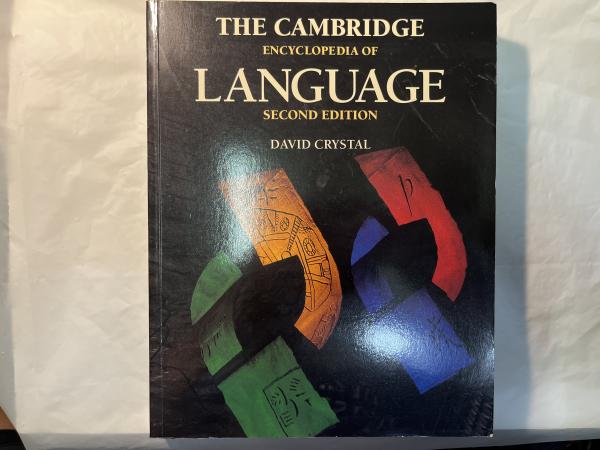 THE CAMBRIDGE
ENCYCLOPEDIA OF
LANGUAGE
SECOND EDITION
DAVID CRYSTAL